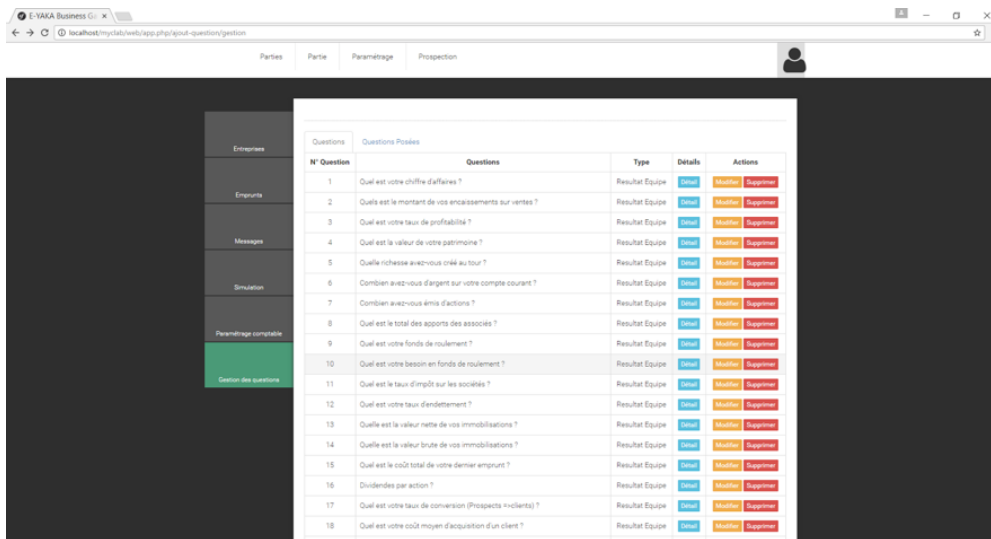 E-YAKA Business Ga
localhost/myclab/web/app.php/ajout-question/gestion
Parties Partie Paramétrage Prospection
Entreprises
Emprunts
Messages
Simulation
Paramétrage comptable
Gestion des questions
Questions Questions Posées
N° Question Questions Type Détails Actions
1 Quel est votre chiffre d'affaires ? Resultat Equipe Détail Modifier Supprimer
2 Quels est le montant de vos encaissements sur ventes ? Resultat Equipe Détail Modifier Supprimer
3 Quel est votre taux de profitabilité ? Resultat Equipe Détail Modifier Supprimer
4 Quel est la valeur de votre patrimoine ? Resultat Equipe Détail Modifier Supprimer
5 Quelle richesse avez-vous créé au tour ? Resultat Equipe Détail Modifier Supprimer
6 Combien avez-vous d'argent sur votre compte courant ? Resultat Equipe Détail Modifier Supprimer
7 Combien avez-vous émis d'actions ? Resultat Equipe Détail Modifier Supprimer
8 Quel est le total des apports des associés ? Resultat Equipe Détail Modifier Supprimer
9 Quel est votre fonds de roulement ? Resultat Equipe Détail Modifier Supprimer
10 Quel est votre besoin en fonds de roulement ? Resultat Equipe Détail Modifier Supprimer
11 Quel est le taux d'impôt sur les sociétés ? Resultat Equipe Détail Modifier Supprimer
12 Quel est votre taux d'endettement ? Resultat Equipe Détail Modifier Supprimer
13 Quelle est la valeur nette de vos immobilisations ? Resultat Equipe Détail Modifier Supprimer
14 Quelle est la valeur brute de vos immobilisations ? Resultat Equipe Détail Modifier Supprimer
15 Quel est le coût total de votre dernier emprunt ? Resultat Equipe Détail Modifier Supprimer
16 Dividendes par action ? Resultat Equipe Détail Modifier Supprimer
17 Quel est votre taux de conversion (Prospects =>clients) ? Resultat Equipe Détail Modifier Supprimer
18 Quel est votre coût moyen d'acquisition d'un client ? Resultat Equipe Détail Modifier Supprimer